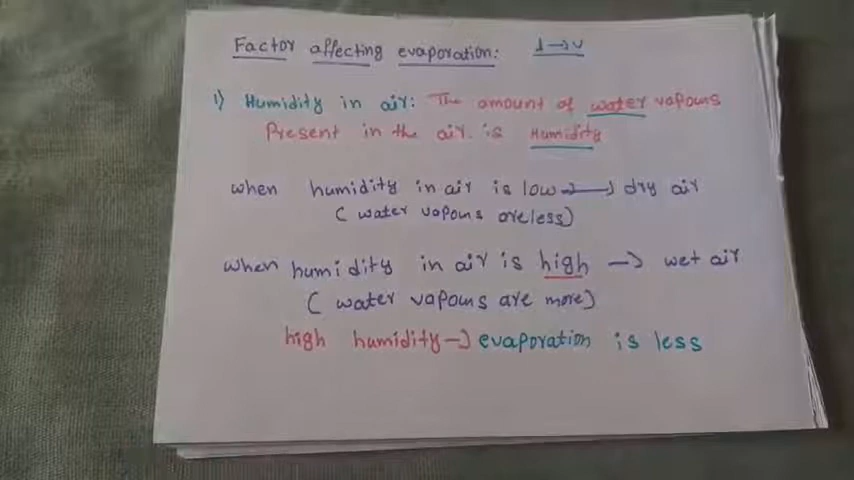 Factor affecting evaporation: l→v
1) Humidity in air: The amount of water vapours
Present in the air. is Humidity
when humidity in air is low → dry air
( water vapous are less)
when humidity in air is high → wet air
( water vapous are more)
high humidity → evaporation is less